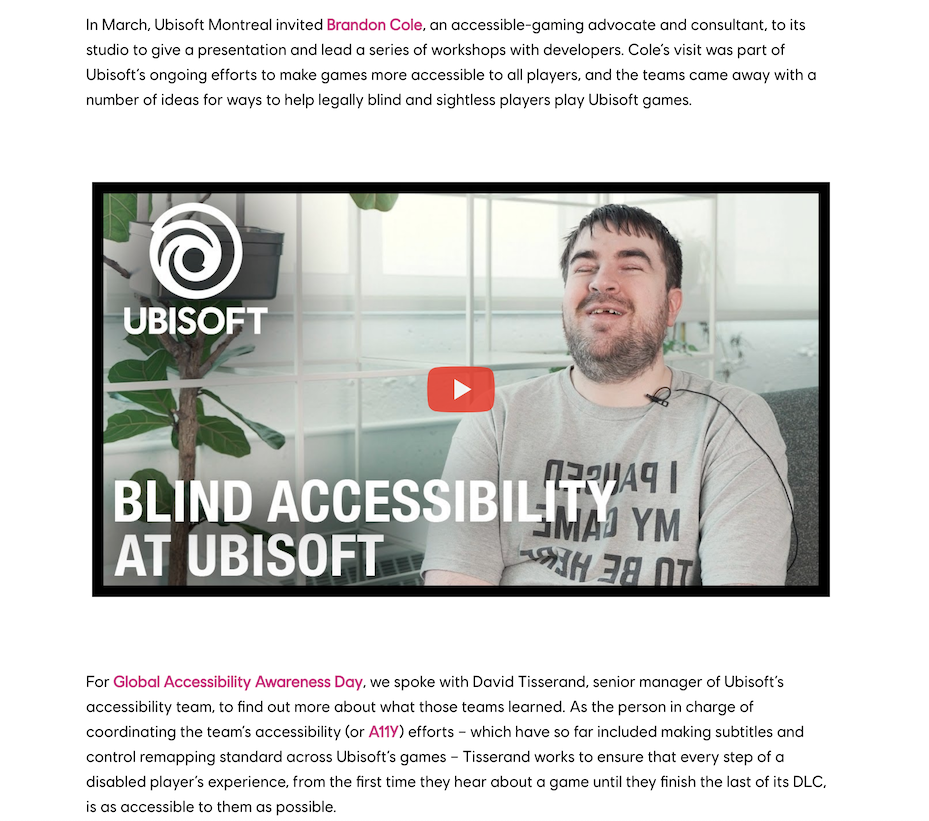 In March, Ubisoft Montreal invited Brandon Cole, an accessible-gaming advocate and consultant, to its
studio to give a presentation and lead a series of workshops with developers. Cole's visit was part of
Ubisoft's ongoing efforts to make games more accessible to all players, and the teams came away with a
number of ideas for ways to help legally blind and sightless players play Ubisoft games.
UBISOFT
I PAUSED
MY GAME
TO BE HERE
BLIND ACCESSIBILITY
AT UBISOFT
For Global Accessibility Awareness Day, we spoke with David Tisserand, senior manager of Ubisoft's
accessibility team, to find out more about what those teams learned. As the person in charge of
coordinating the team's accessibility (or A11Y) efforts – which have so far included making subtitles and
control remapping standard across Ubisoft's games – Tisserand works to ensure that every step of a
disabled player's experience, from the first time they hear about a game until they finish the last of its DLC,
is as accessible to them as possible.